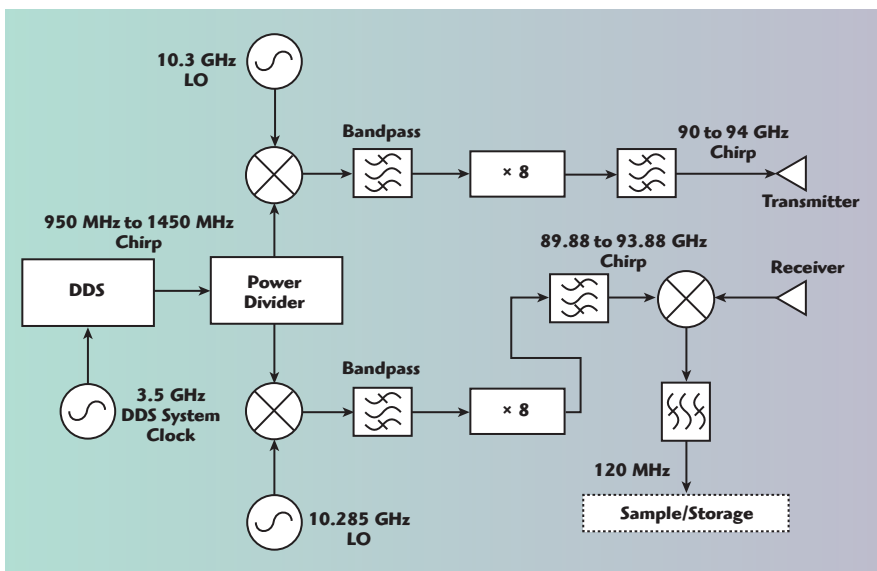 10.3 GHz
LO
Bandpass
× 8
90 to 94 GHz
Chirp
Transmitter
950 MHz to 1450 MHz
Chirp
DDS
Power
Divider
89.88 to 93.88 GHz
Chirp
Receiver
3.5 GHz
DDS System
Clock
Bandpass
× 8
120 MHz
Sample/Storage
10.285 GHz
LO